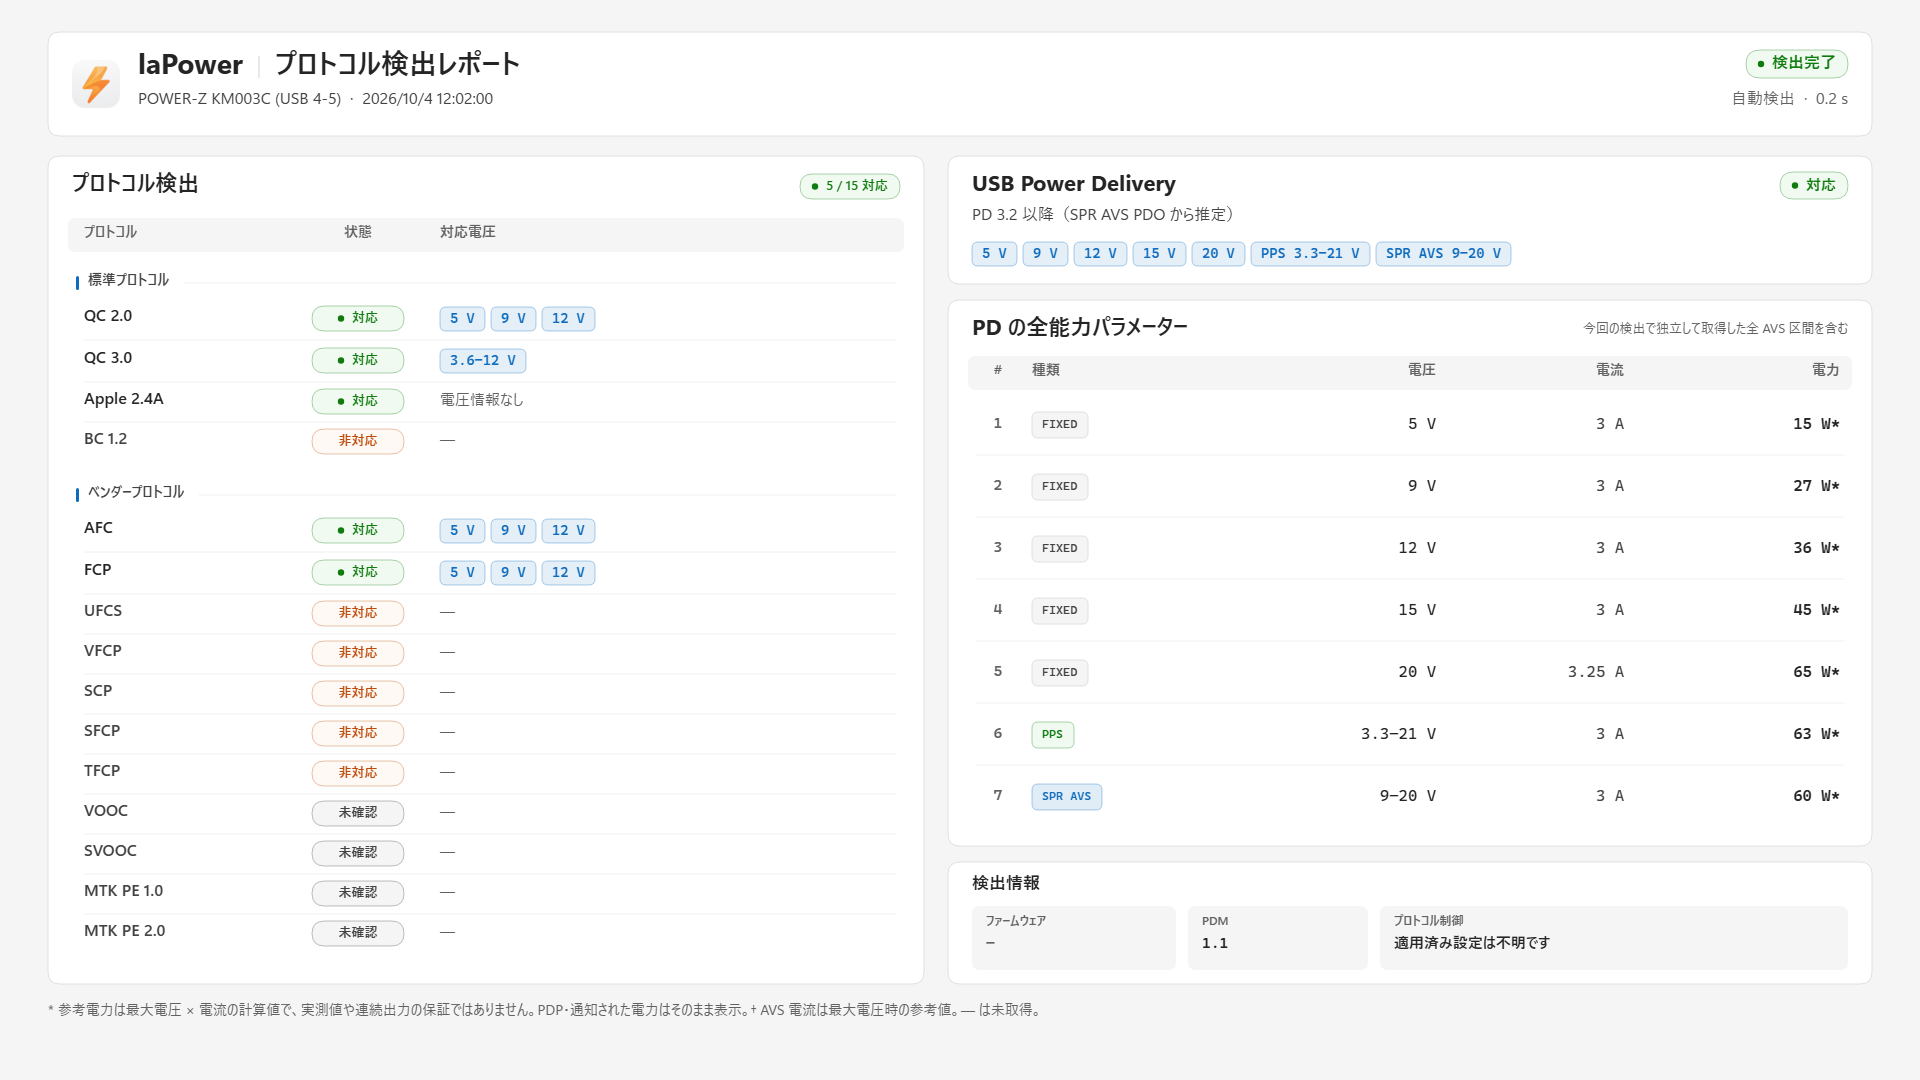 laPower | プロトコル検出レポート
POWER-Z KM003C (USB 4-5) · 2026/10/4 12:02:00
検出完了
自動検出 · 0.2 s
プロトコル検出
5 / 15 対応
プロトコル 状態 対応電圧
標準プロトコル
QC 2.0 対応 5 V 9 V 12 V
QC 3.0 対応 3.6–12 V
Apple 2.4A 対応 電圧情報なし
BC 1.2 非対応 —
ベンダープロトコル
AFC 対応 5 V 9 V 12 V
FCP 対応 5 V 9 V 12 V
UFCS 非対応 —
VFCP 非対応 —
SCP 非対応 —
SFCP 非対応 —
TFCP 非対応 —
VOOC 未確認 —
SVOOC 未確認 —
MTK PE 1.0 未確認 —
MTK PE 2.0 未確認 —
USB Power Delivery
対応
PD 3.2 以降（SPR AVS PDO から推定）
5 V 9 V 12 V 15 V 20 V PPS 3.3–21 V SPR AVS 9–20 V
PD の全能力パラメーター
今回の検出で独立して取得した全 AVS 区間を含む
# 種類 電圧 電流 電力
1 FIXED 5 V 3 A 15 W*
2 FIXED 9 V 3 A 27 W*
3 FIXED 12 V 3 A 36 W*
4 FIXED 15 V 3 A 45 W*
5 FIXED 20 V 3.25 A 65 W*
6 PPS 3.3–21 V 3 A 63 W*
7 SPR AVS 9–20 V 3 A 60 W*
検出情報
ファームウェア PDM プロトコル制御
— 1.1 適用済み設定は不明です
* 参考電力は最大電圧 × 電流の計算値で、実測値や連続出力の保証ではありません。PDP・通知された電力はそのまま表示。† AVS 電流は最大電圧時の参考値。— は未取得。